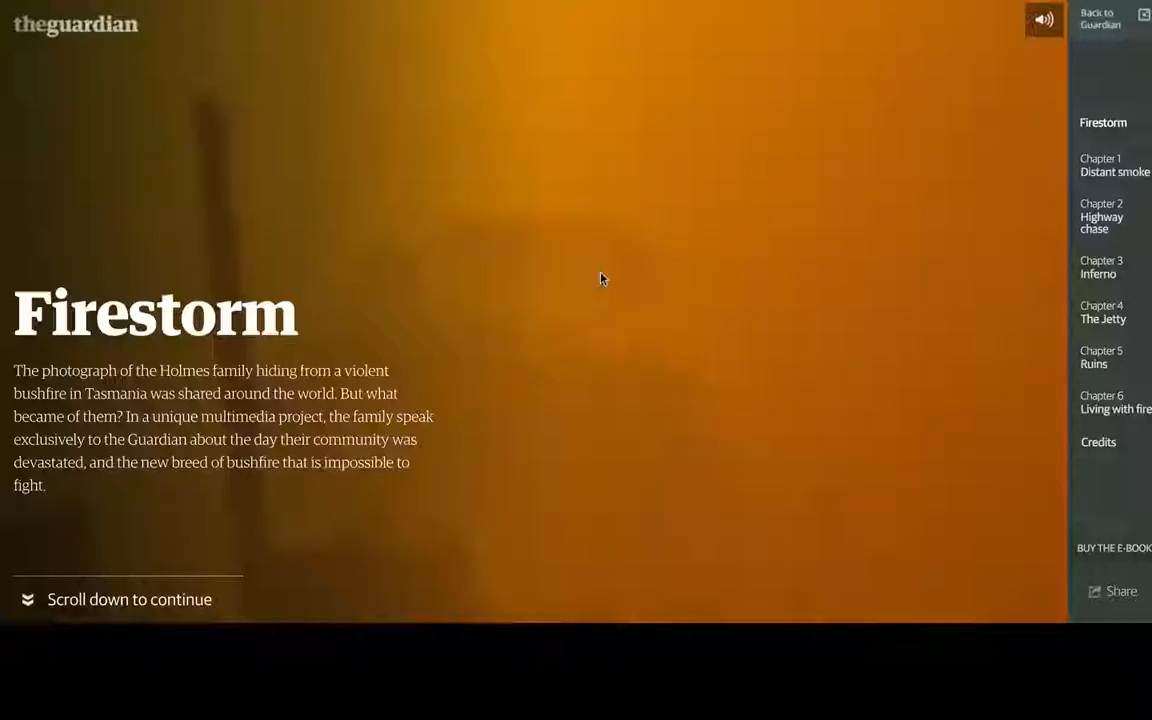 theguardian
Back to
Guardian
Firestorm
Chapter 1
Distant smoke
Chapter 2
Highway
chase
Chapter 3
Inferno
Chapter 4
The Jetty
Chapter 5
Ruins
Chapter 6
Living with fire
Credits
BUY THE E-BOOK
Share
Firestorm
The photograph of the Holmes family hiding from a violent
bushfire in Tasmania was shared around the world. But what
became of them? In a unique multimedia project, the family speak
exclusively to the Guardian about the day their community was
devastated, and the new breed of bushfire that is impossible to
fight.
Scroll down to continue